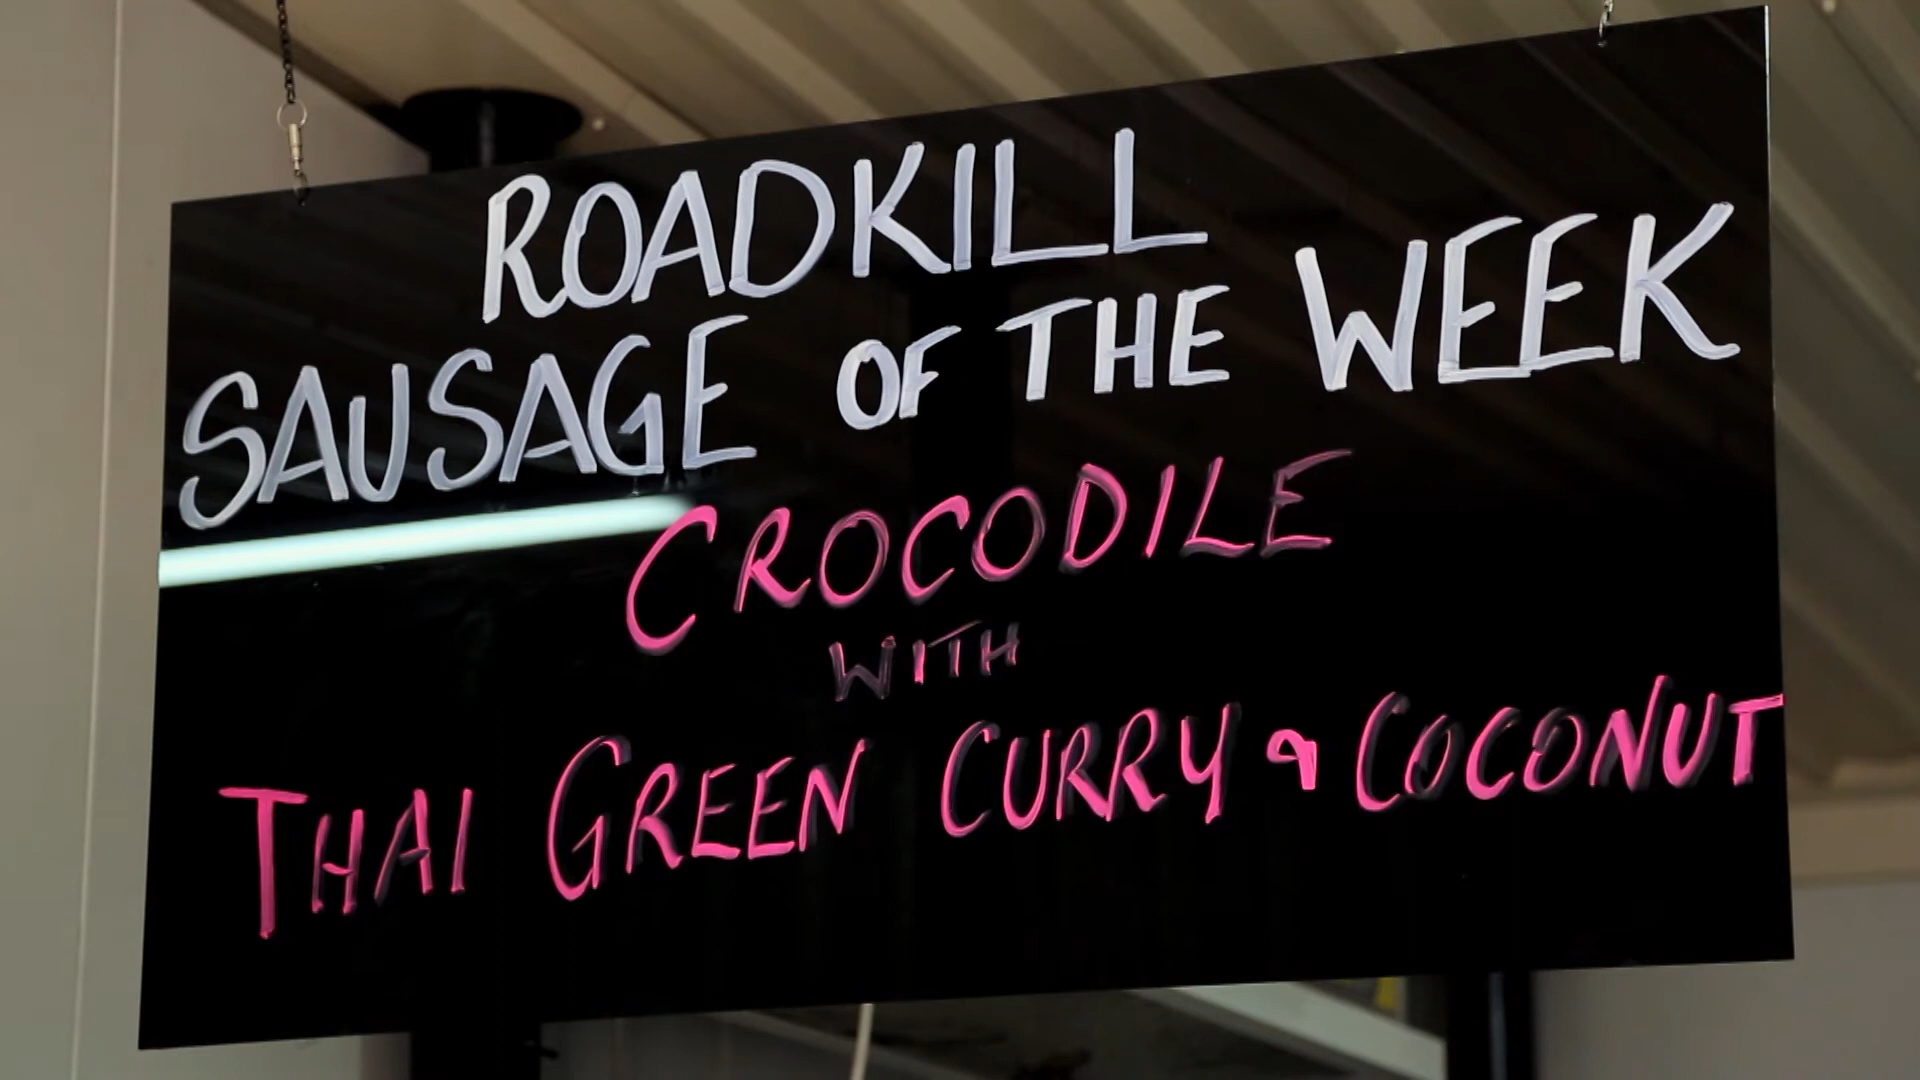 ROADKILL
SAUSAGE OF THE WEEK
CROCODILE
WITH
THAI GREEN CURRY & COCONUT